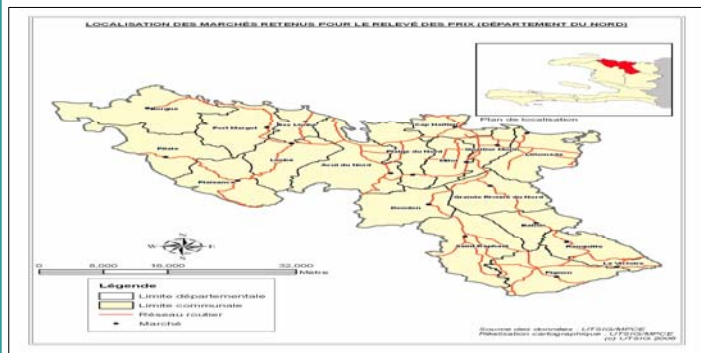 LOCALISATION DES MARCHÉS RETENUS POUR LE RELEVÉ DES PRIX (DÉPARTEMENT DU NORD)
Plan de localisation
Borgne
Port Margot
Bas Limbé
Cap Haïtien
Pilate
Limbé
Plaine du Nord
Milot
Quartier Morin
Limonade
Acul du Nord
Plaisance
Dondon
Grande Rivière du Nord
Bahon
Saint Raphaël
Ranquitte
La Victoire
Pignon
N
W
E
S
0 8,000 16,000 32,000
Mètre
Légende
Limite départementale
Limite communale
Réseau routier
Marché
Source des données : UTSIG/MPCE
Réalisation cartographique : UTSIG/MPCE
(c) UTSIG 2006